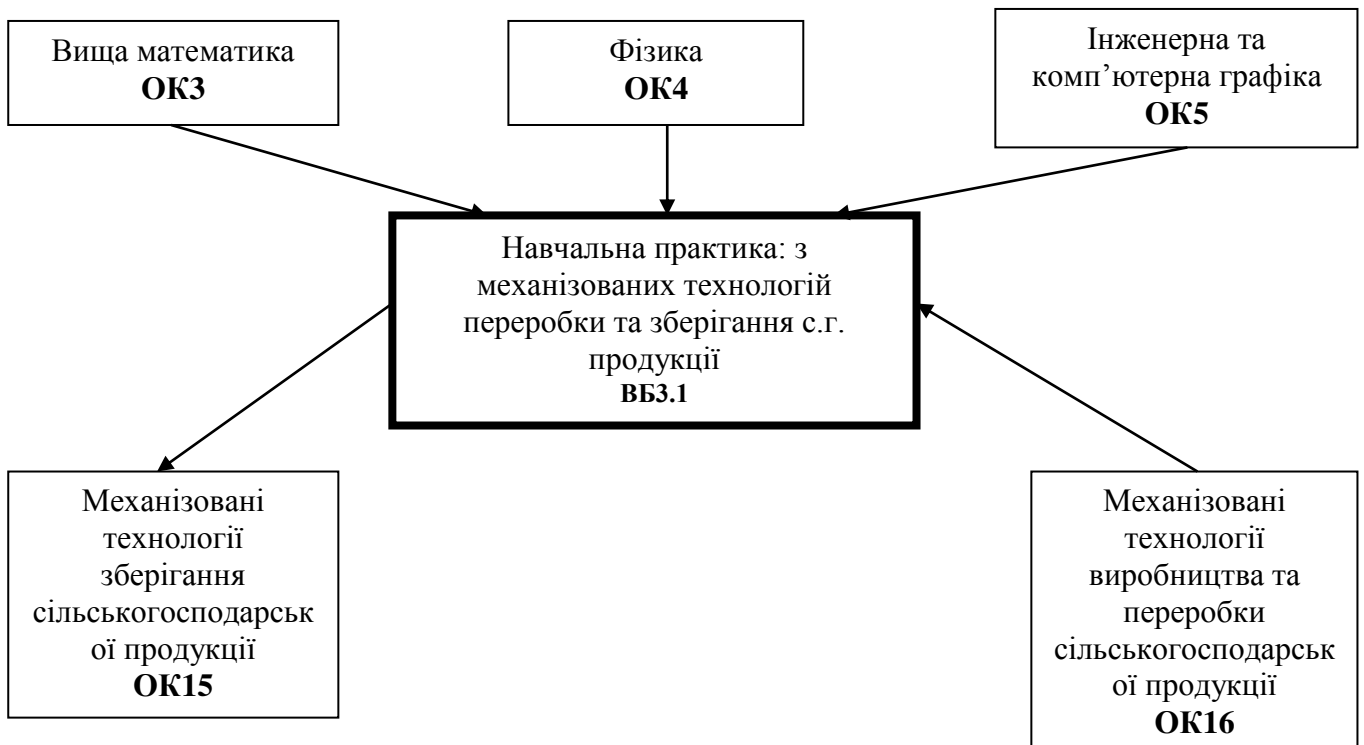 Вища математика
ОК3
Фізика
ОК4
Інженерна та
комп’ютерна графіка
ОК5
Навчальна практика: з
механізованих технологій
переробки та зберігання с.г.
продукції
ВБ3.1
Механізовані
технології
зберігання
сільськогосподарськ
ої продукції
ОК15
Механізовані
технології
виробництва та
переробки
сільськогосподарськ
ої продукції
ОК16